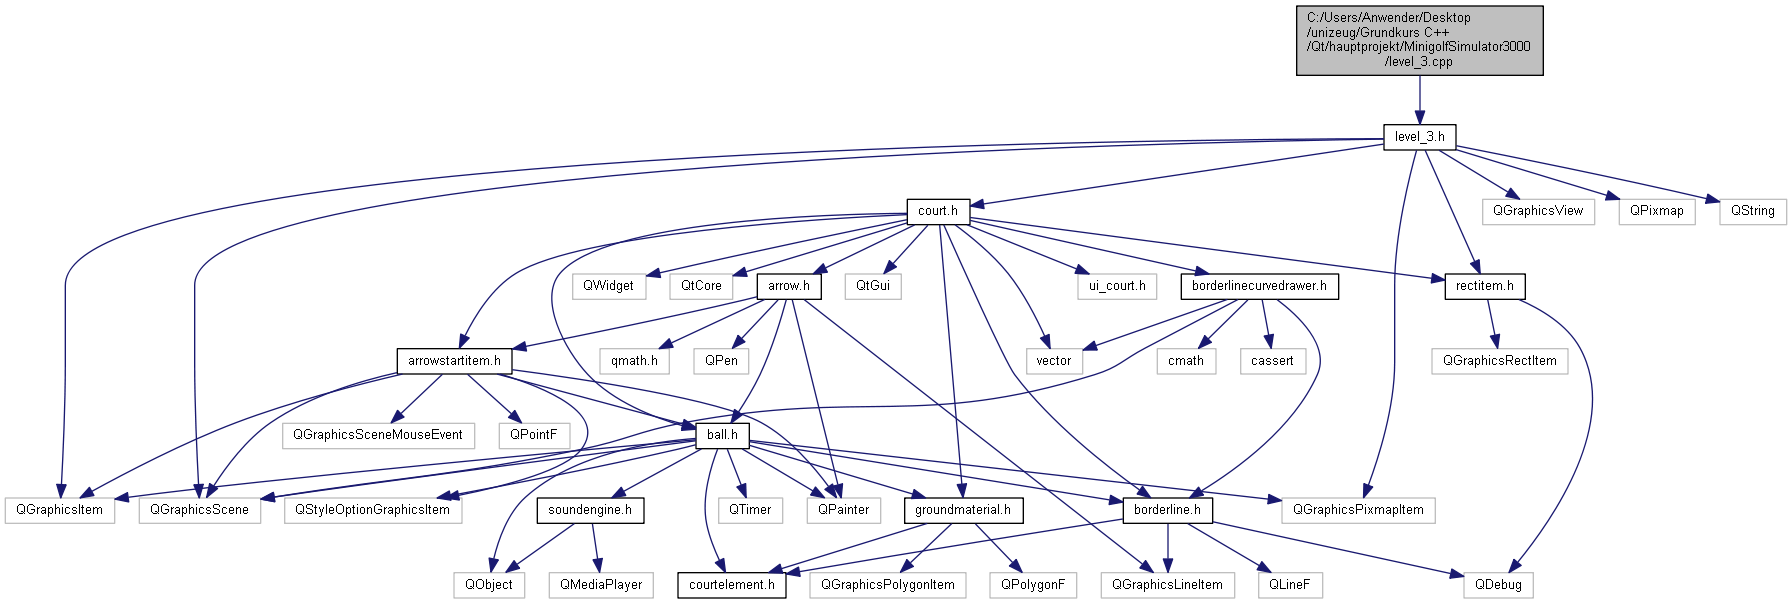 C:/Users/Anwender/Desktop
/unizeug/Grundkurs C++
/Qt/hauptprojekt/MinigolfSimulator3000
/level_3.cpp
level_3.h
court.h
QGraphicsView
QPixmap
QString
QWidget
QtCore
arrow.h
QtGui
ui_court.h
borderlinecurvedrawer.h
rectitem.h
arrowstartitem.h
qmath.h
QPen
vector
cmath
cassert
QGraphicsRectItem
QGraphicsSceneMouseEvent
QPointF
ball.h
QGraphicsItem
QGraphicsScene
QStyleOptionGraphicsItem
soundengine.h
QTimer
QPainter
groundmaterial.h
borderline.h
QGraphicsPixmapItem
QObject
QMediaPlayer
courtelement.h
QGraphicsPolygonItem
QPolygonF
QGraphicsLineItem
QLineF
QDebug